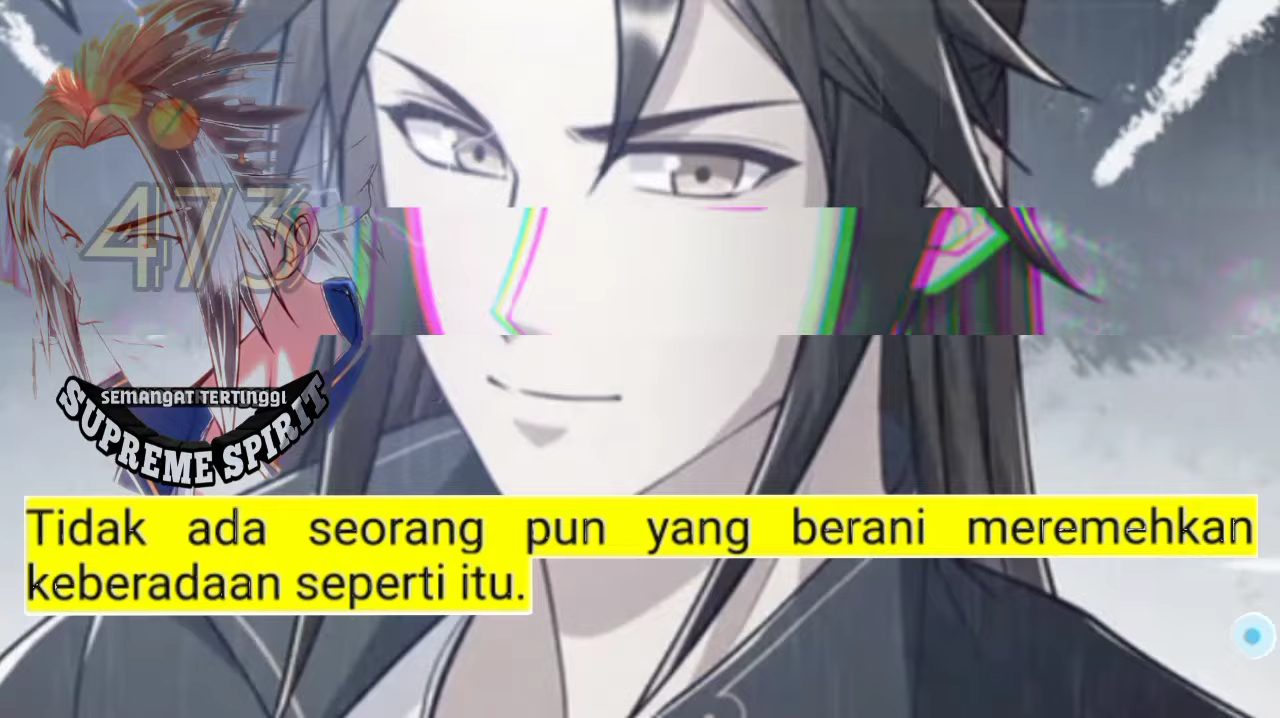 473
SEMANGAT TERTINGGI
SUPREME SPIRIT
Tidak ada seorang pun yang berani meremehkan
keberadaan seperti itu.